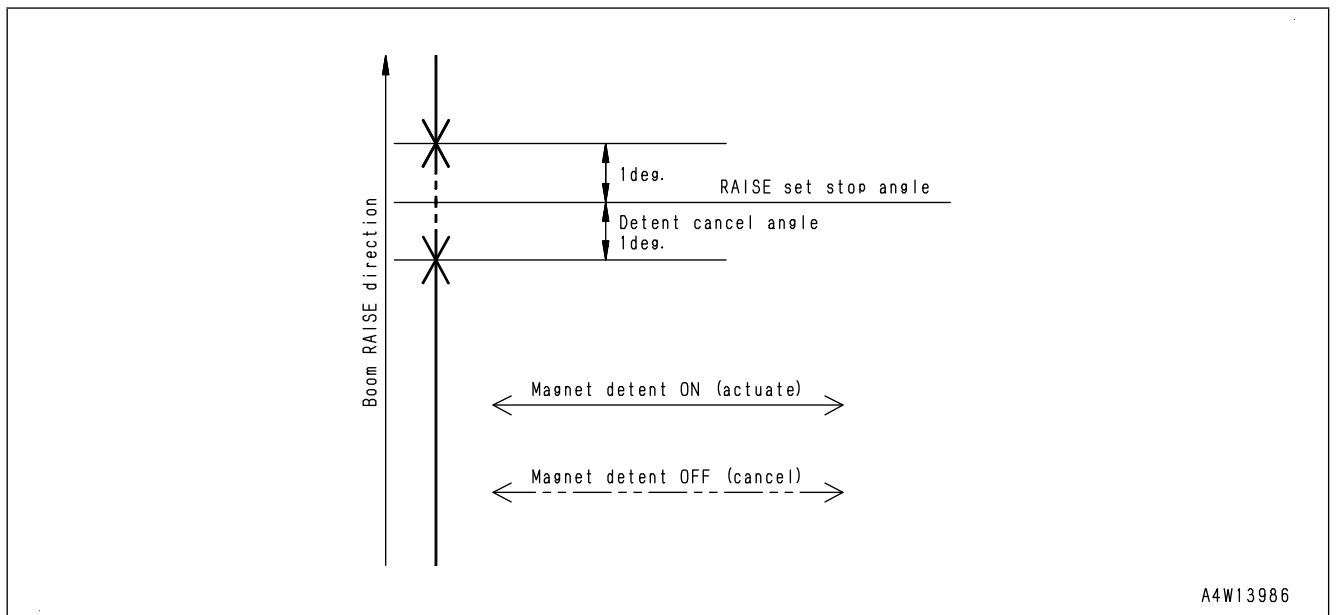 1deg.
RAISE set stop angle
Detent cancel angle
1deg.
Boom RAISE direction
Magnet detent ON (actuate)
Magnet detent OFF (cancel)
A4W13986